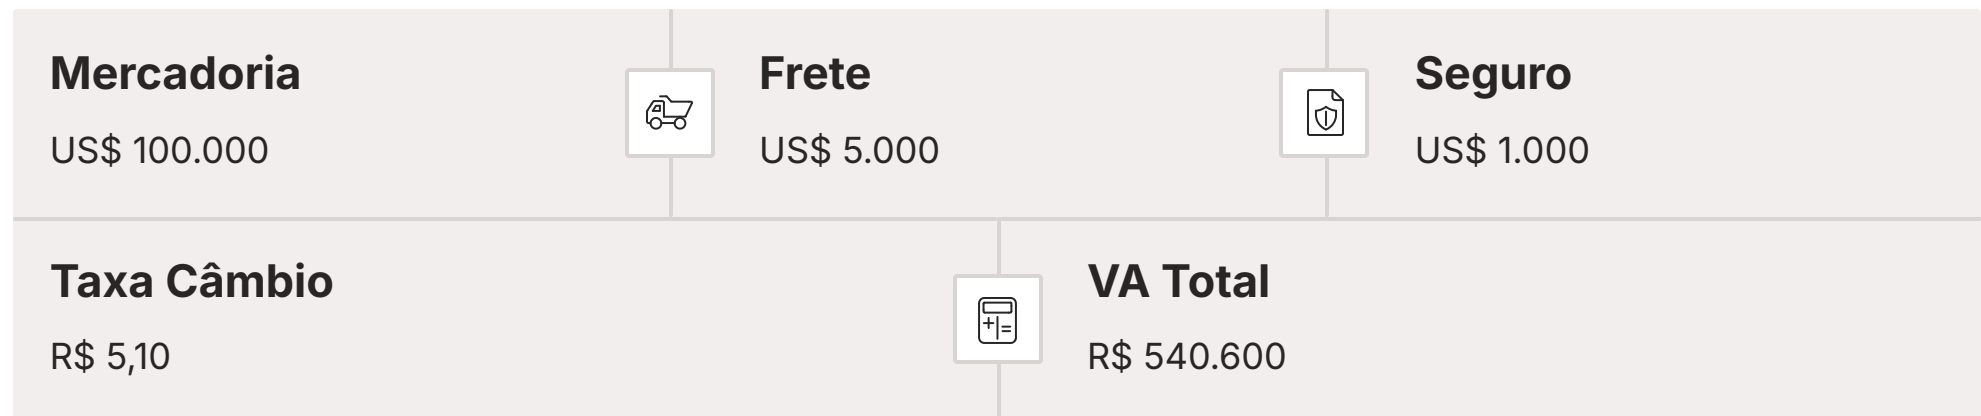 Mercadoria
US$ 100.000
Frete
US$ 5.000
Seguro
US$ 1.000
Taxa Câmbio
R$ 5,10
VA Total
R$ 540.600